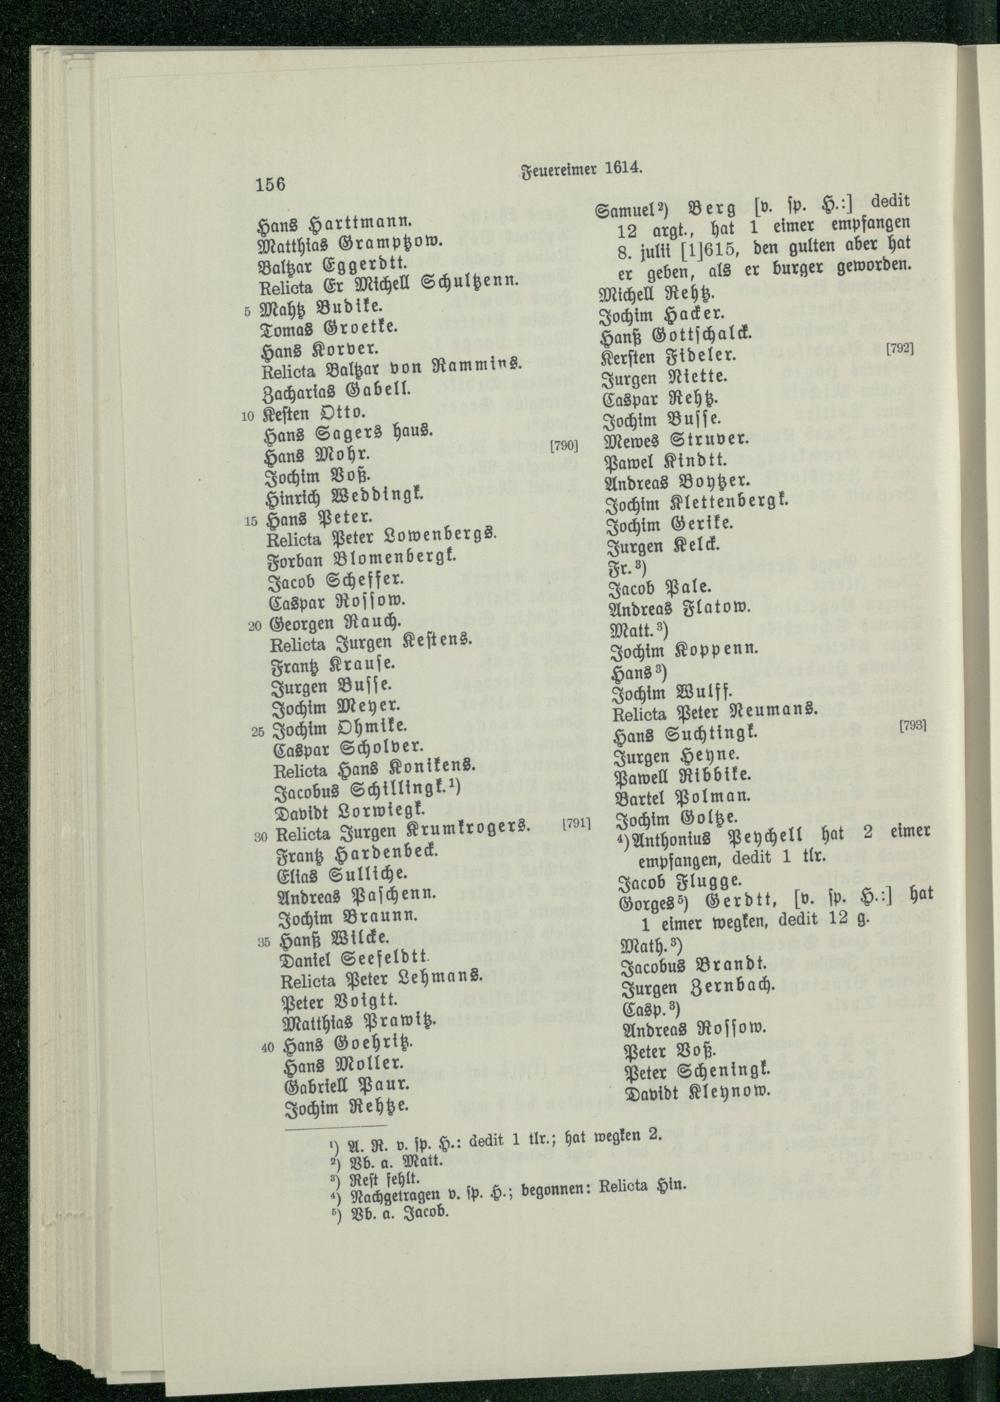 156
Feuereimer 1614.
Hans Harttmann.
Matthias Gramptzow.
Baltzar Eggerdtt.
Relicta Er Michell Schultzenn.
5 Mahtz Budike.
Tomas Groetke.
Hans Korver.
Relicta Baltzar von Rammins.
Zacharias Gabell.
10 Kesten Otto.
Hans Sagers haus.
Hans Mohr. [790]
Jochim Voß.
Hinrich Weddingk.
15 Hans Peter.
Relicta Peter Lowenbergs.
Forban Blomenbergk.
Jacob Scheffer.
Caspar Rossow.
20 Georgen Rauch.
Relicta Jurgen Kestens.
Frantz Krause.
Jurgen Busse.
Jochim Meyer.
25 Jochim Ohmike.
Caspar Scholver.
Relicta Hans Konikens.
Jacobus Schillingk.¹)
Davidt Lorwiegk.
30 Relicta Jurgen Krumkrogers. [791]
Frantz Hardenbeck.
Elias Sulliche.
Andreas Paschenn.
Jochim Braunn.
35 Hanß Wilcke.
Daniel Seefeldtt
Relicta Peter Lehmans.
Peter Voigtt.
Matthias Prawitz.
40 Hans Goehritz.
Hans Moller.
Gabriell Paur.
Jochim Rehtze.
Samuel²) Berg [v. sp. H.:] dedit
12 argt., hat 1 eimer empfangen
8. julii [1]615, den gulten aber hat
er geben, als er burger geworden.
Michell Rehtz.
Jochim Hacker.
Hanß Gottschalck.
Kersten Fideler. [792]
Jurgen Niette.
Caspar Rehtz.
Jochim Busse.
Mewes Struver.
Pawel Kindtt.
Andreas Boytzer.
Jochim Klettenbergk.
Jochim Gerike.
Jurgen Kelck.
Fr.³)
Jacob Pale.
Andreas Flatow.
Matt.³)
Jochim Koppenn.
Hans³)
Jochim Wulff.
Relicta Peter Neumans.
Hans Suchtingk. [793]
Jurgen Heyne.
Pawell Ribbike.
Bartel Polman.
Jochim Goltze.
⁴)Anthonius Peychell hat 2 eimer
empfangen, dedit 1 tlr.
Jacob Flugge.
Gorges⁵) Gerdtt, [v. sp. H.:] hat
1 eimer wegken, dedit 12 g.
Math.³)
Jacobus Brandt.
Jurgen Zernbach.
Casp.³)
Andreas Rossow.
Peter Voß.
Peter Scheningk.
Davidt Kleynow.
¹) A. R. v. sp. H.: dedit 1 tlr.; hat wegken 2.
²) Vb. a. Matt.
³) Rest fehlt.
⁴) Nachgetragen v. sp. H.; begonnen: Relicta Hin.
⁵) Vb. a. Jacob.